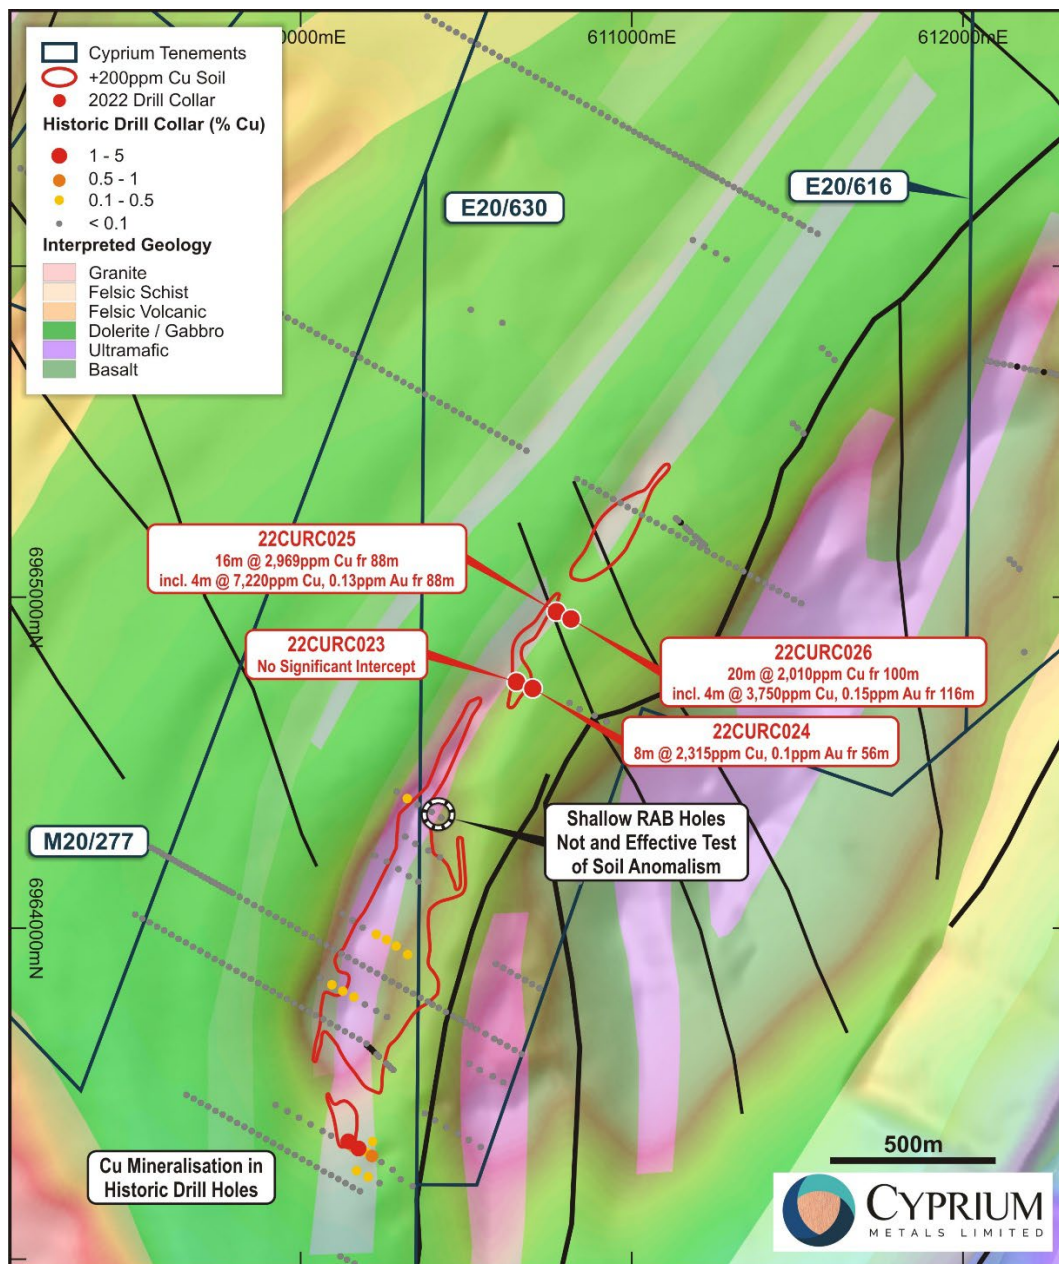 0000mE
611000mE
612000mE
Cyprium Tenements
+200ppm Cu Soil
2022 Drill Collar
Historic Drill Collar (% Cu)
1 - 5
0.5 - 1
0.1 - 0.5
< 0.1
Interpreted Geology
Granite
Felsic Schist
Felsic Volcanic
Dolerite / Gabbro
Ultramafic
Basalt
E20/630
E20/616
22CURC025
16m @ 2,969ppm Cu fr 88m
incl. 4m @ 7,220ppm Cu, 0.13ppm Au fr 88m
6965000mN
22CURC023
No Significant Intercept
22CURC026
20m @ 2,010ppm Cu fr 100m
incl. 4m @ 3,750ppm Cu, 0.15ppm Au fr 116m
22CURC024
8m @ 2,315ppm Cu, 0.1ppm Au fr 56m
Shallow RAB Holes
Not and Effective Test
of Soil Anomalism
M20/277
6964000mN
Cu Mineralisation in
Historic Drill Holes
500m
CYPRIUM
METALS LIMITED